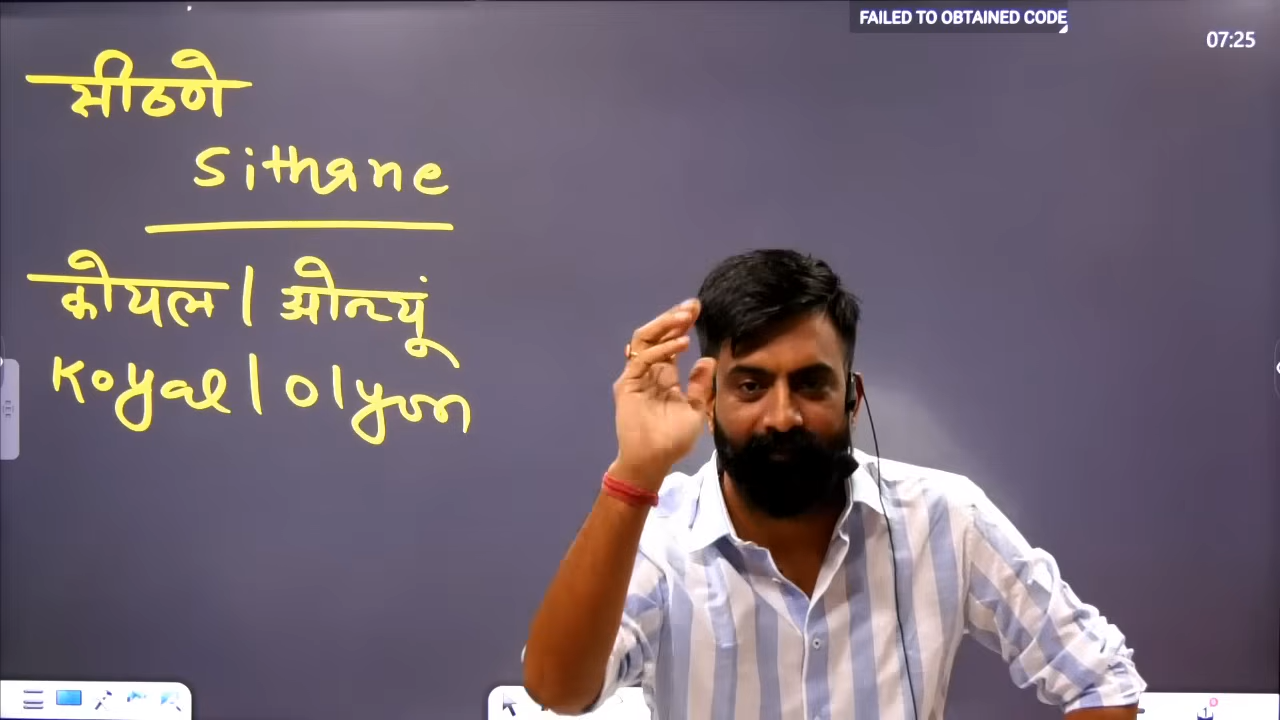 FAILED TO OBTAINED CODE
07:25
सीठणे
Sithane
कोयल | ओल्यूं
Koyal | Olyun